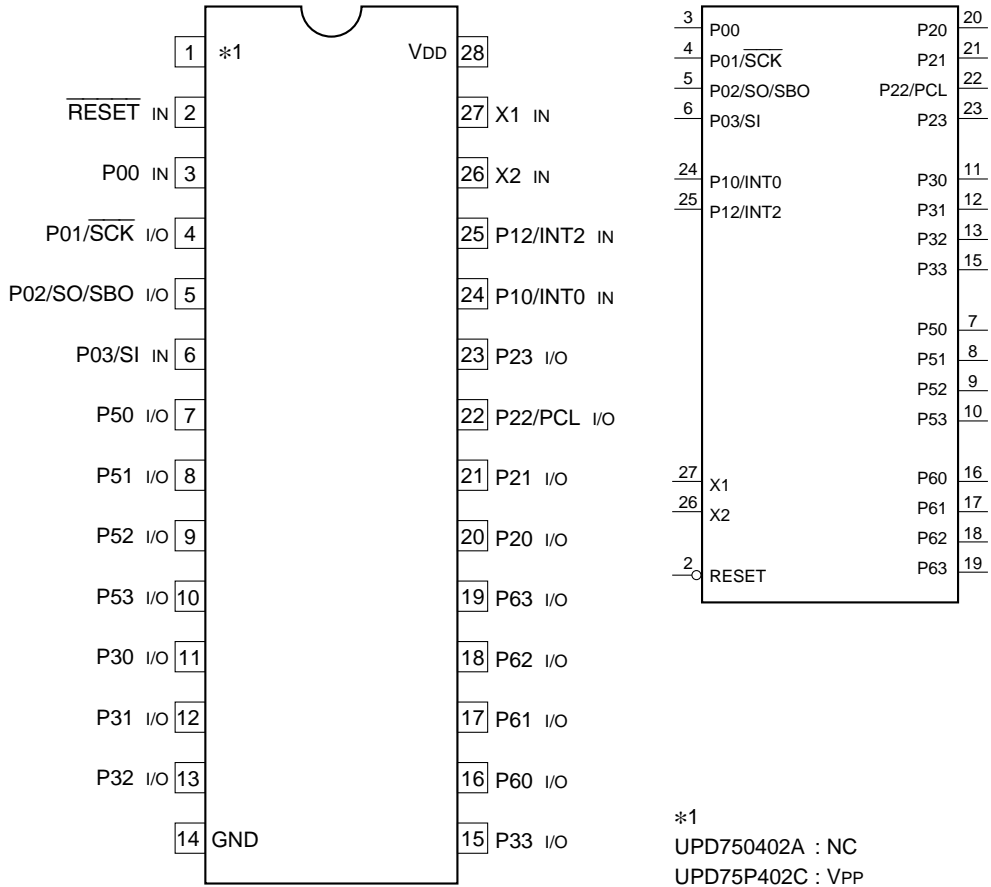 1 *1 VDD 28
RESET IN 2 27 X1 IN
P00 IN 3 26 X2 IN
P01/SCK I/O 4 25 P12/INT2 IN
P02/SO/SBO I/O 5 24 P10/INT0 IN
P03/SI IN 6 23 P23 I/O
P50 I/O 7 22 P22/PCL I/O
P51 I/O 8 21 P21 I/O
P52 I/O 9 20 P20 I/O
P53 I/O 10 19 P63 I/O
P30 I/O 11 18 P62 I/O
P31 I/O 12 17 P61 I/O
P32 I/O 13 16 P60 I/O
14 GND 15 P33 I/O
3 P00 P20 20
4 P01/SCK P21 21
5 P02/SO/SBO P22/PCL 22
6 P03/SI P23 23
24 P10/INT0 P30 11
25 P12/INT2 P31 12
P32 13
P33 15
P50 7
P51 8
P52 9
P53 10
27 X1 P60 16
26 X2 P61 17
P62 18
2 RESET P63 19
*1
UPD750402A : NC
UPD75P402C : VPP